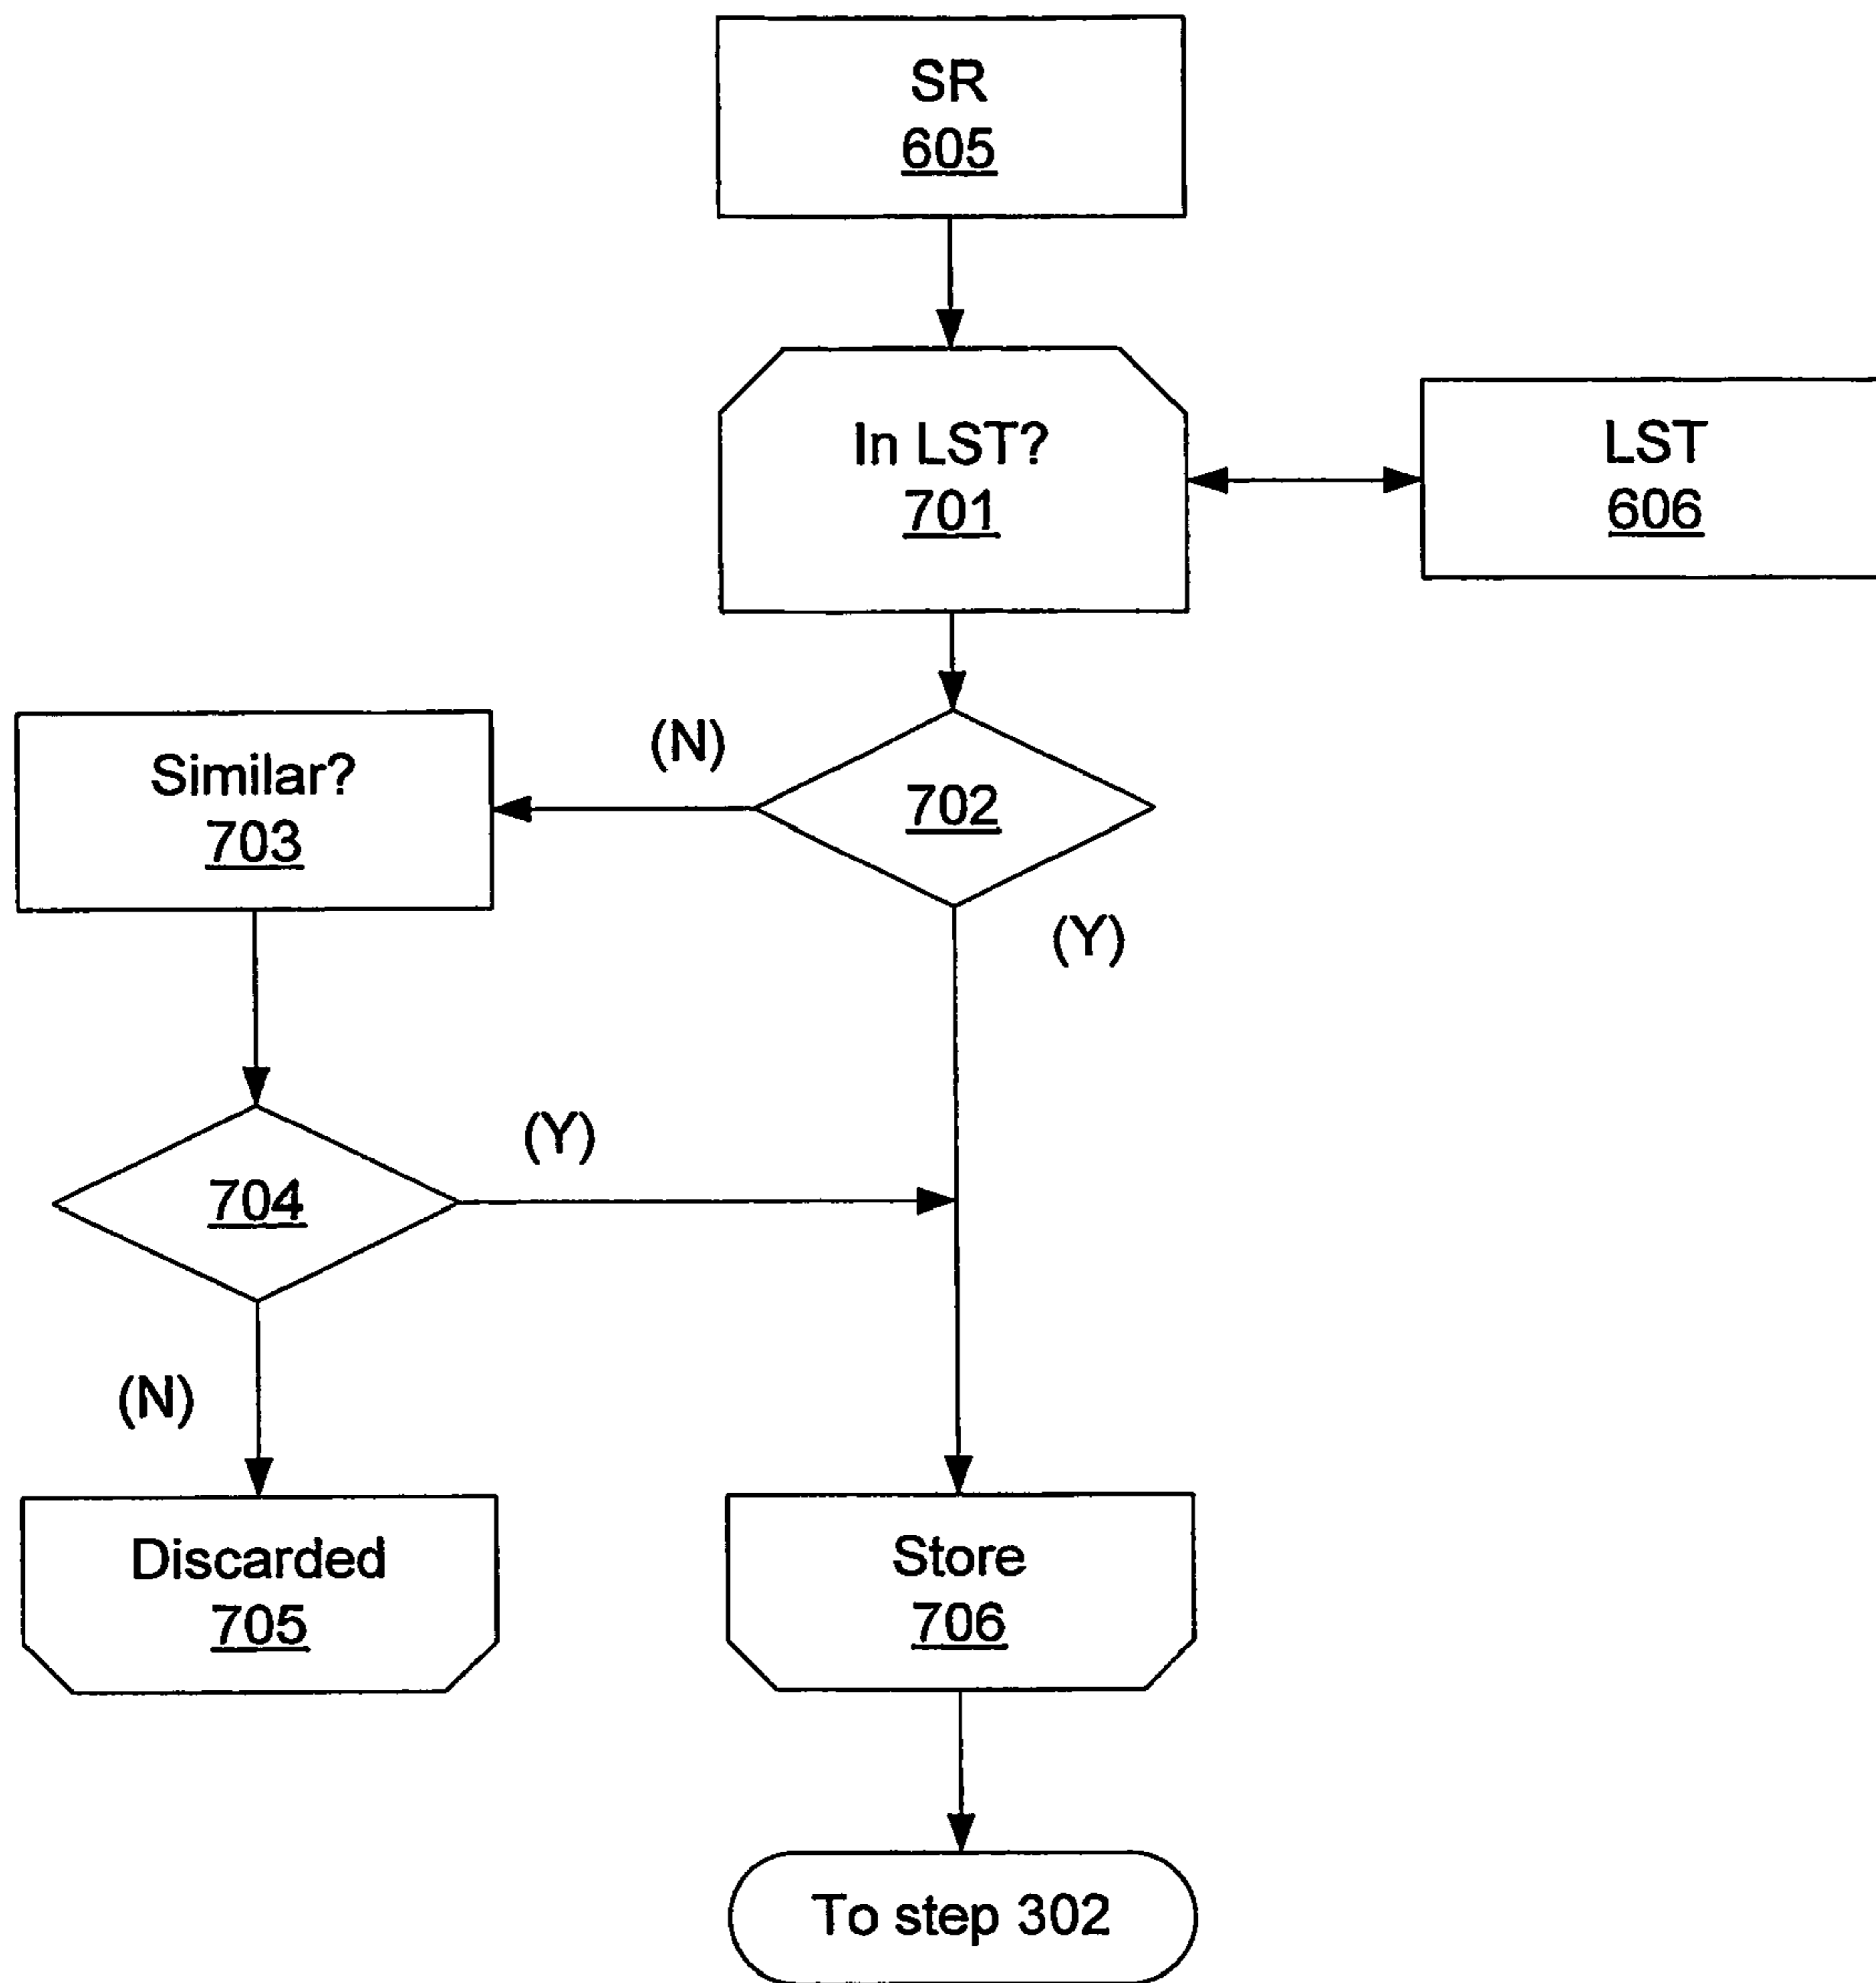 SR
605
In LST?
701
LST
606
(N)
702
Similar?
703
(Y)
(Y)
704
(N)
Discarded
705
Store
706
To step 302